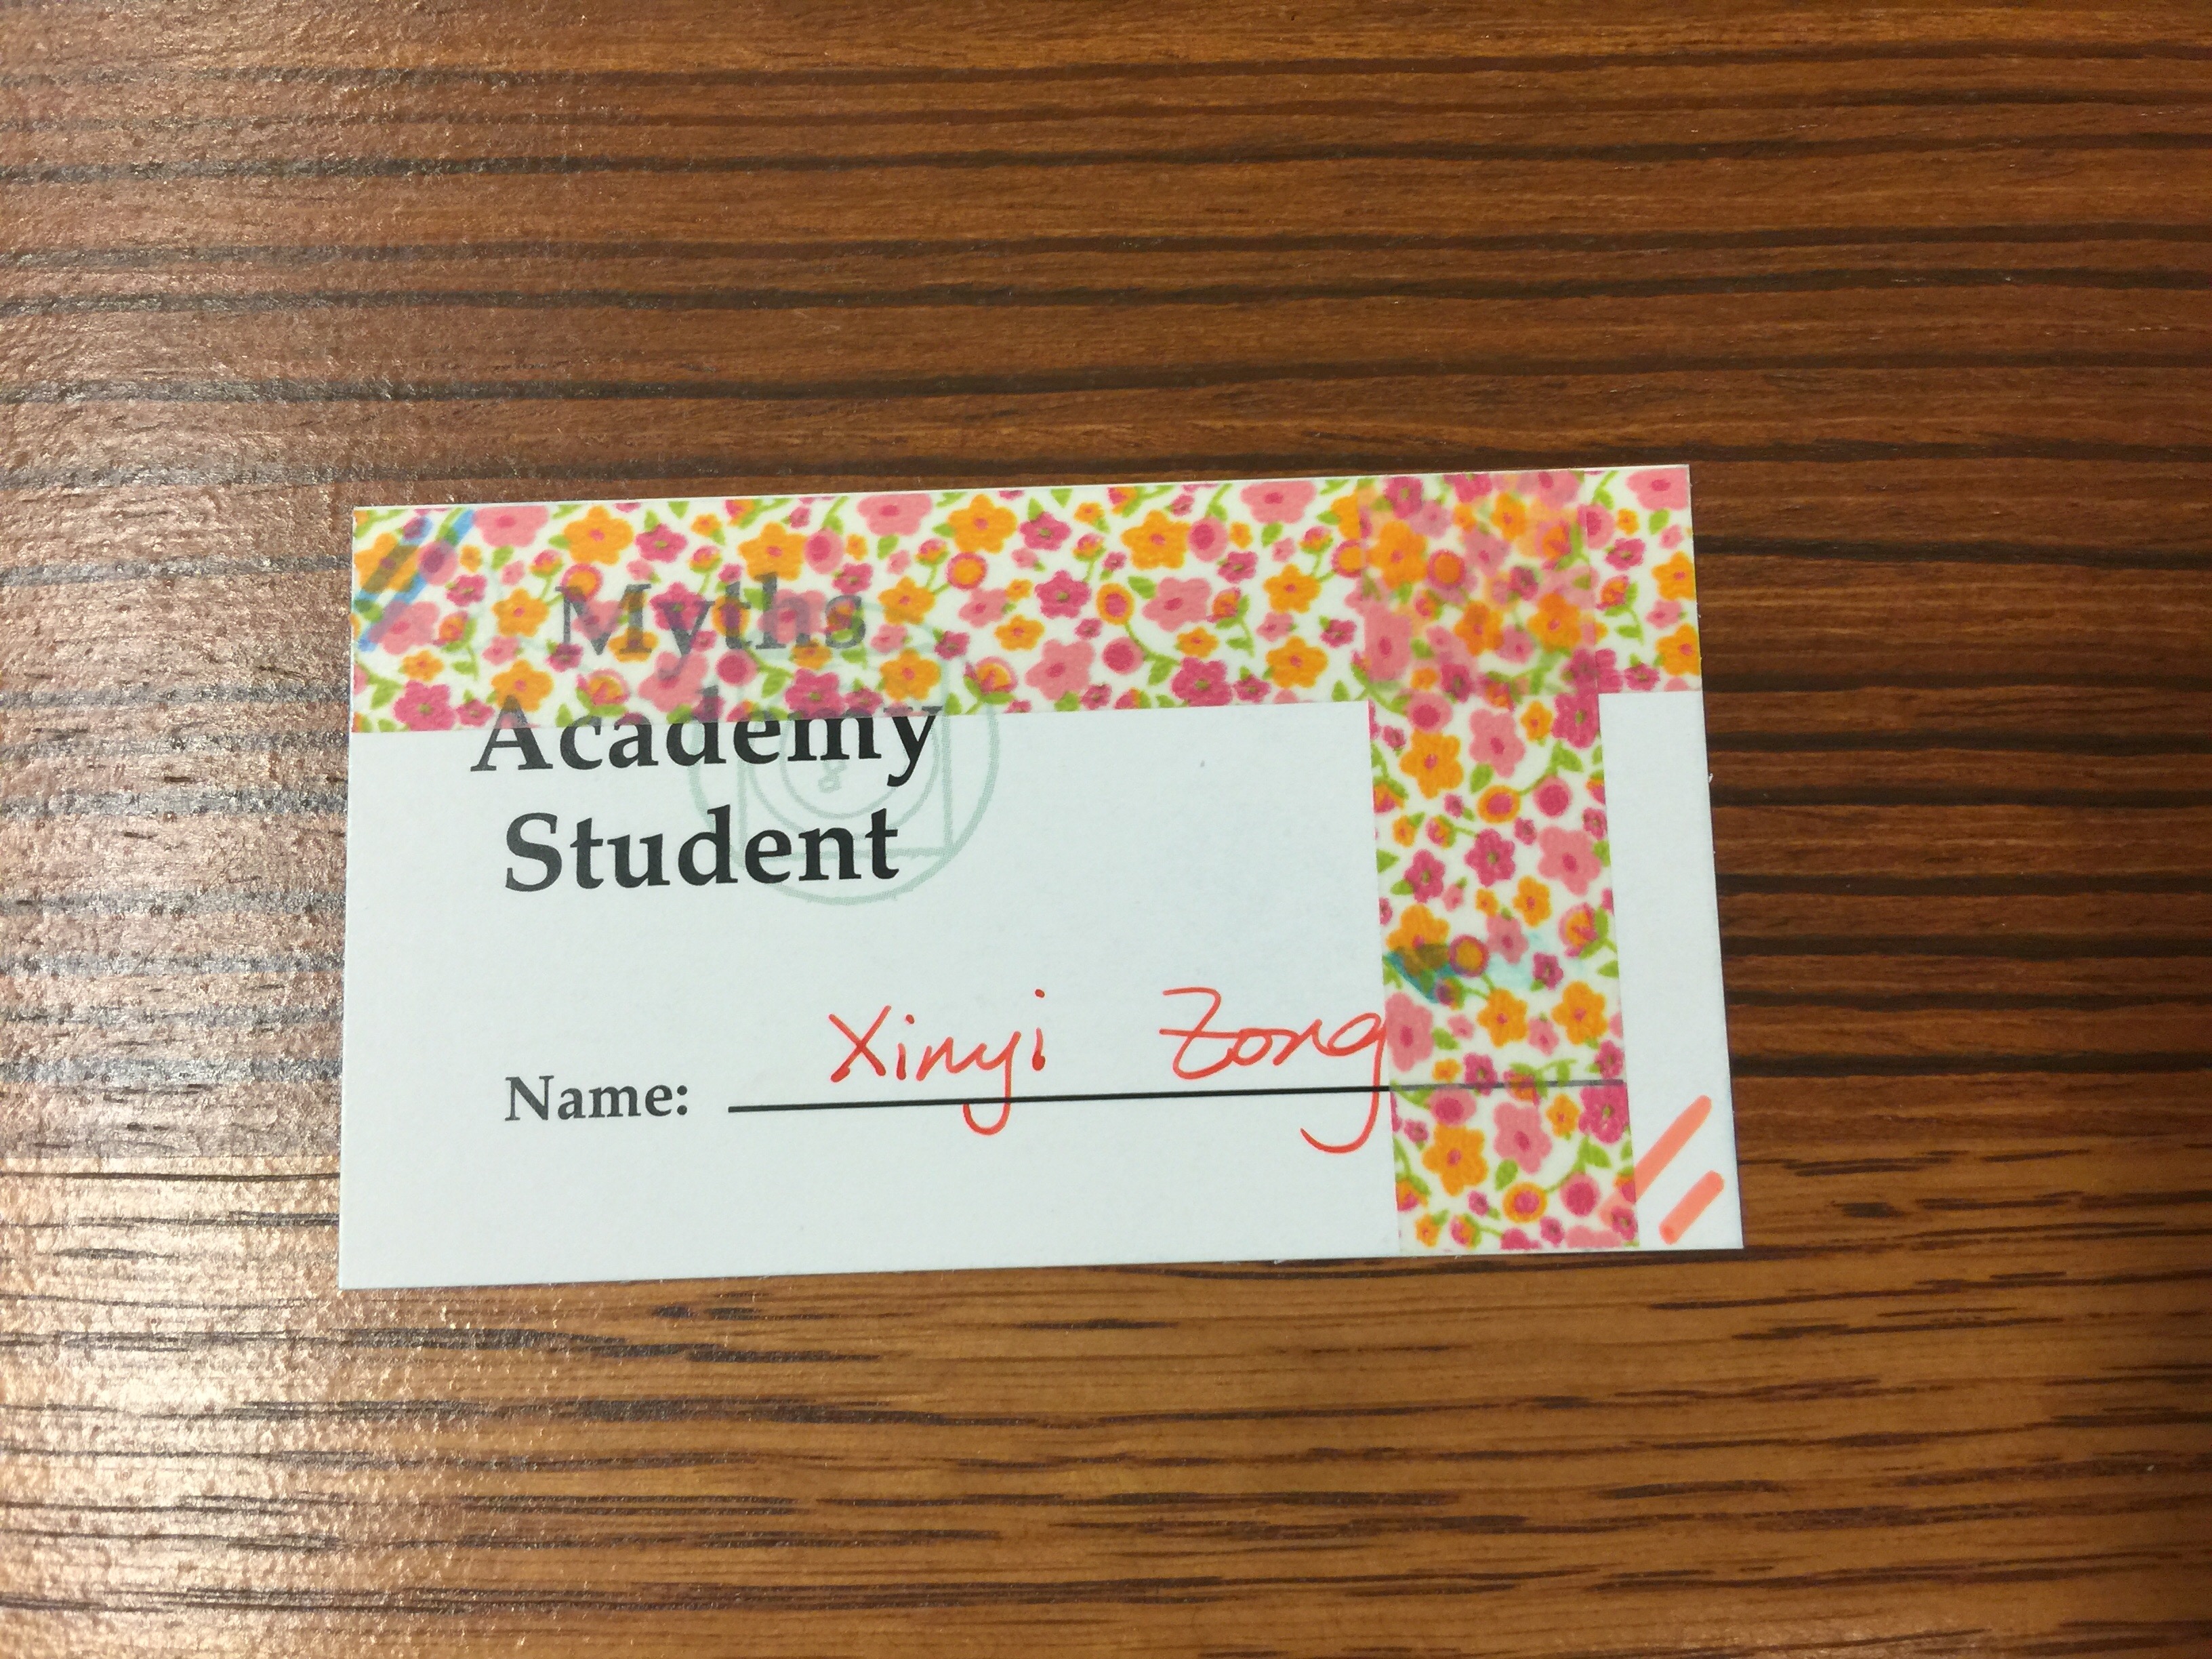 Myths
Academy
Student
Name: Xinyi Zong